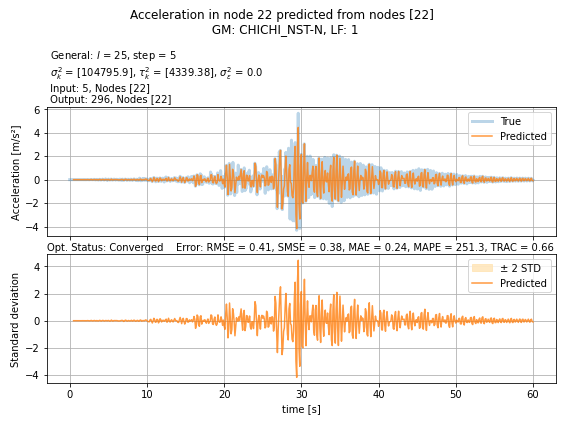 Acceleration in node 22 predicted from nodes [22]
GM: CHICHI_NST-N, LF: 1
General: l = 25, step = 5
σ²ₖ = [104795.9], τ²ₖ = [4339.38], σ²ε = 0.0
Input: 5, Nodes [22]
Output: 296, Nodes [22]
Acceleration [m/s²]
6
4
2
0
−2
−4
True
Predicted
Opt. Status: Converged Error: RMSE = 0.41, SMSE = 0.38, MAE = 0.24, MAPE = 251.3, TRAC = 0.66
Standard deviation
4
2
0
−2
−4
± 2 STD
Predicted
0 10 20 30 40 50 60
time [s]